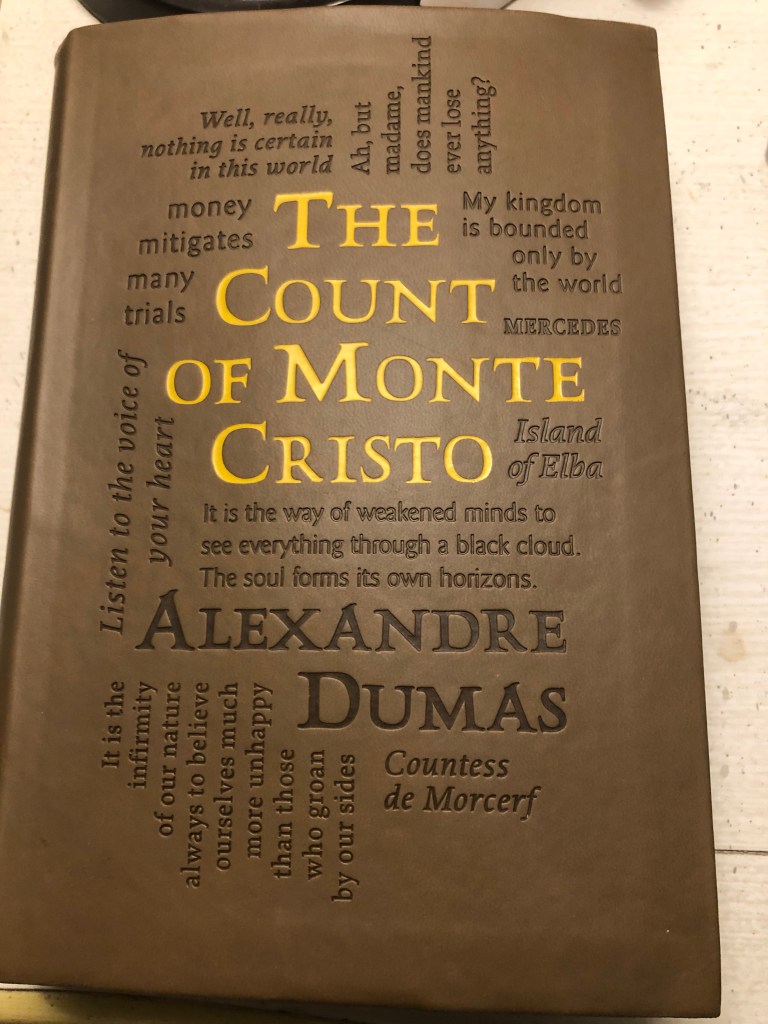 Well, really,
nothing is certain
in this world
Ah, but
madame,
does mankind
ever lose
anything?
money
mitigates
many
trials
THE
COUNT
OF MONTE
CRISTO
My kingdom
is bounded
only by
the world
MERCEDES
Island
of Elba
Listen to the voice of
your heart
It is the way of weakened minds to
see everything through a black cloud.
The soul forms its own horizons.
ALEXANDRE
DUMAS
It is the
infirmity
of our nature
always to believe
ourselves much
more unhappy
than those
who groan
by our sides
Countess
de Morcerf